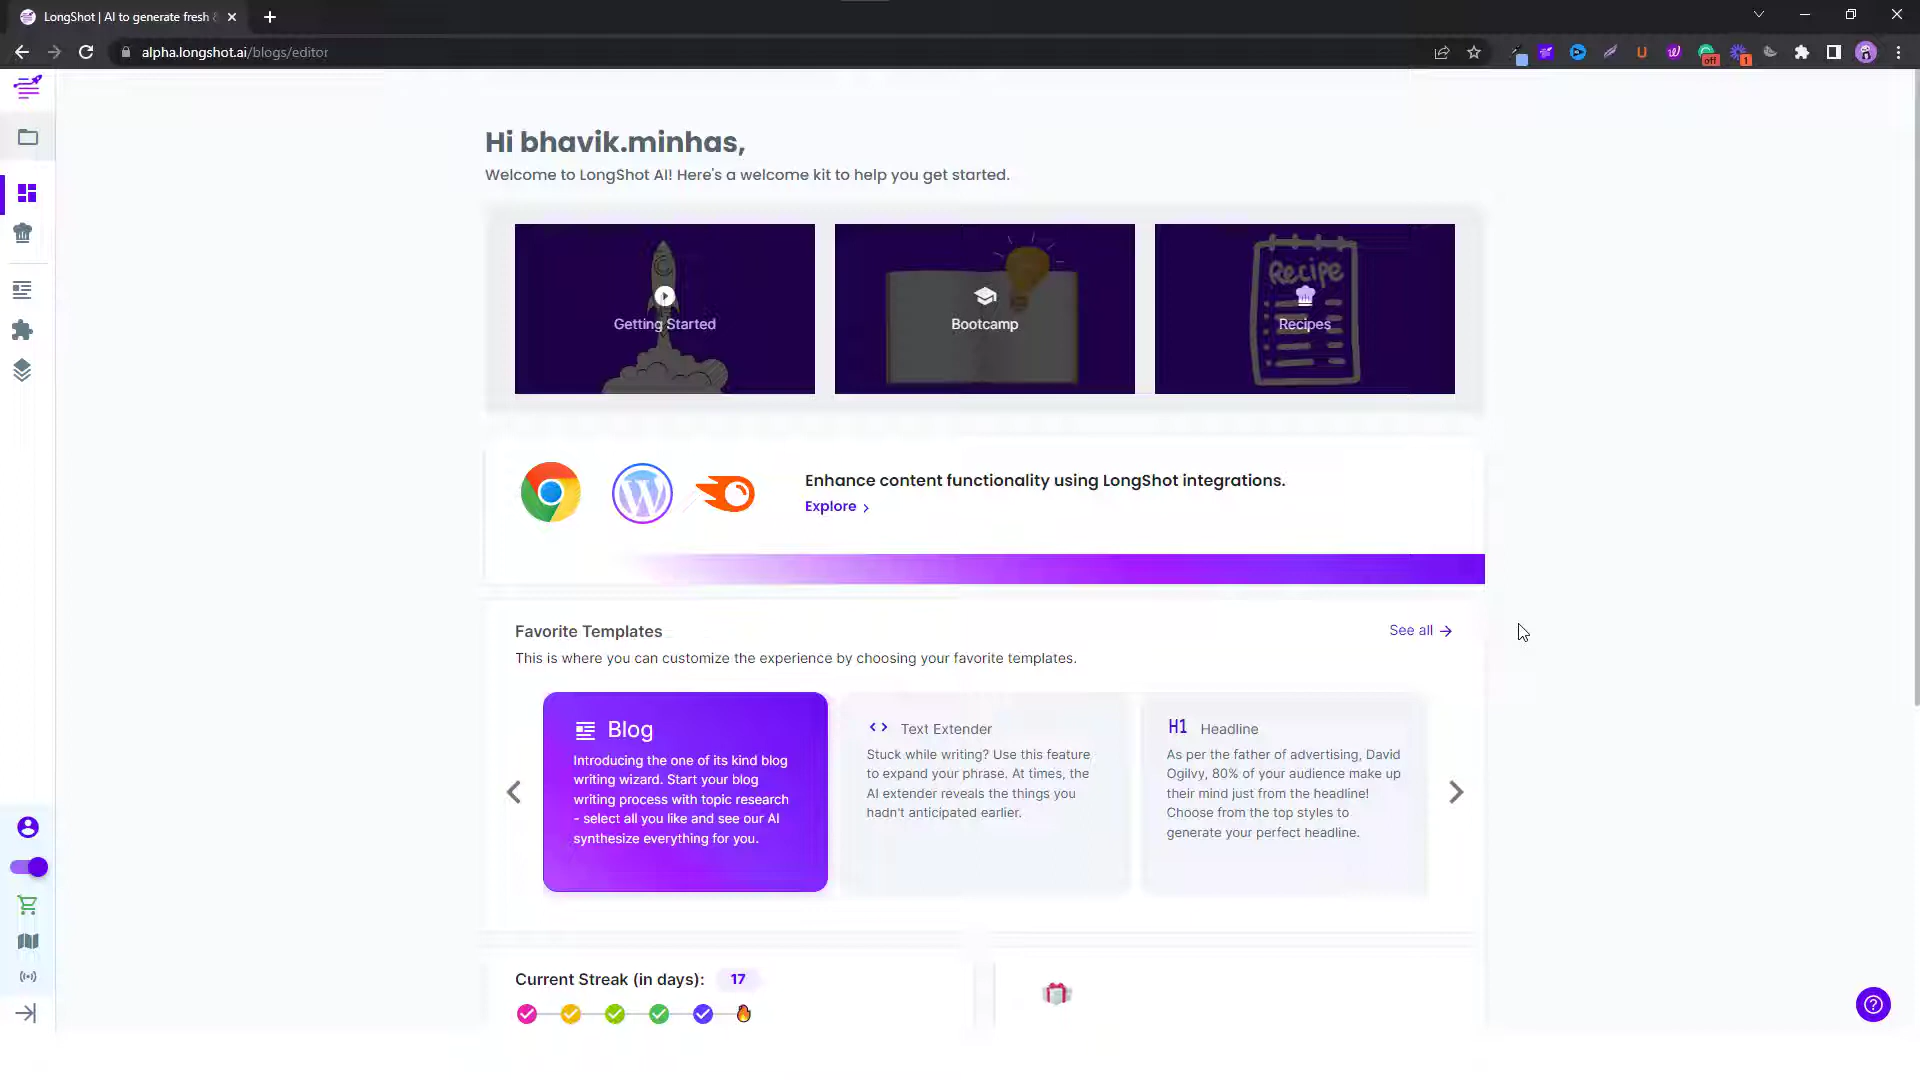 LongShot | AI to generate fresh
alpha.longshot.ai/blogs/editor
off
1
Hi bhavik.minhas,
Welcome to LongShot AI! Here's a welcome kit to help you get started.
Getting Started
Bootcamp
Recipe
Recipes
Enhance content functionality using LongShot integrations.
Explore
Favorite Templates
See all
This is where you can customize the experience by choosing your favorite templates.
Blog
Introducing the one of its kind blog
writing wizard. Start your blog
writing process with topic research
- select all you like and see our AI
synthesize everything for you.
Text Extender
Stuck while writing? Use this feature
to expand your phrase. At times, the
AI extender reveals the things you
hadn't anticipated earlier.
H1 Headline
As per the father of advertising, David
Ogilvy, 80% of your audience make up
their mind just from the headline!
Choose from the top styles to
generate your perfect headline.
Current Streak (in days): 17